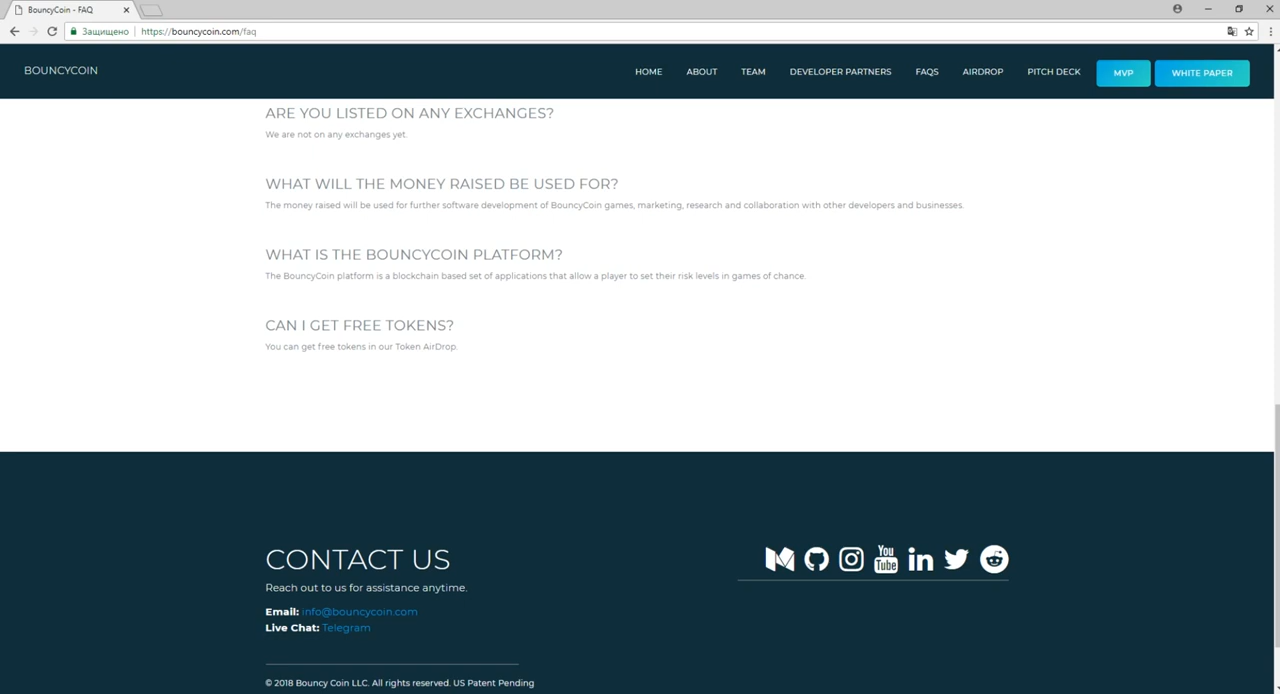 BouncyCoin - FAQ
Защищено https://bouncycoin.com/faq
BOUNCYCOIN HOME ABOUT TEAM DEVELOPER PARTNERS FAQS AIRDROP PITCH DECK MVP WHITE PAPER
ARE YOU LISTED ON ANY EXCHANGES?
We are not on any exchanges yet.
WHAT WILL THE MONEY RAISED BE USED FOR?
The money raised will be used for further software development of BouncyCoin games, marketing, research and collaboration with other developers and businesses.
WHAT IS THE BOUNCYCOIN PLATFORM?
The BouncyCoin platform is a blockchain based set of applications that allow a player to set their risk levels in games of chance.
CAN I GET FREE TOKENS?
You can get free tokens in our Token AirDrop.
CONTACT US
You
Tube
in
Reach out to us for assistance anytime.
Email: info@bouncycoin.com
Live Chat: Telegram
© 2018 Bouncy Coin LLC. All rights reserved. US Patent Pending